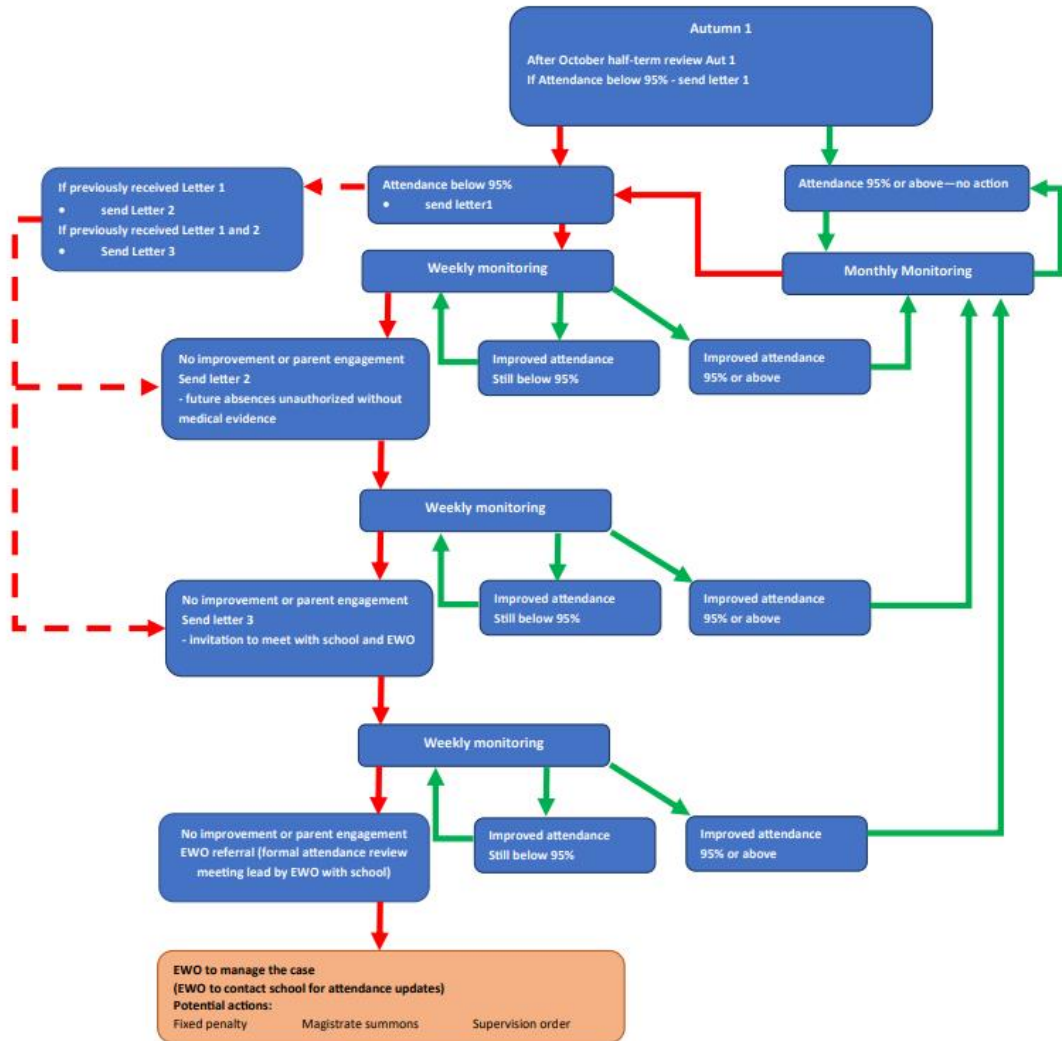 Autumn 1
After October half-term review Aut 1
If Attendance below 95% - send letter 1
If previously received Letter 1
• send Letter 2
If previously received Letter 1 and 2
• Send Letter 3
Attendance below 95%
• send letter1
Attendance 95% or above—no action
Weekly monitoring
Monthly Monitoring
No improvement or parent engagement
Send letter 2
- future absences unauthorized without
medical evidence
Improved attendance
Still below 95%
Improved attendance
95% or above
Weekly monitoring
No improvement or parent engagement
Send letter 3
- invitation to meet with school and EWO
Improved attendance
Still below 95%
Improved attendance
95% or above
Weekly monitoring
No improvement or parent engagement
EWO referral (formal attendance review
meeting lead by EWO with school)
Improved attendance
Still below 95%
Improved attendance
95% or above
EWO to manage the case
(EWO to contact school for attendance updates)
Potential actions:
Fixed penalty Magistrate summons Supervision order